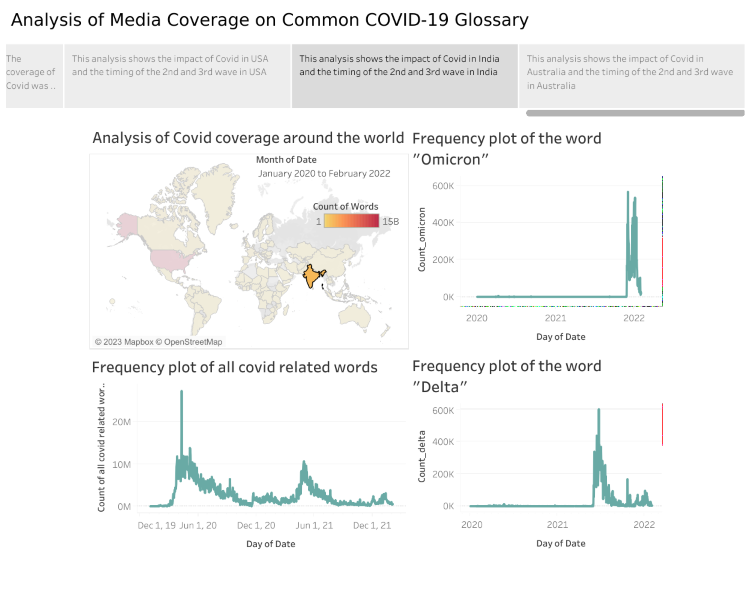 Analysis of Media Coverage on Common COVID-19 Glossary
The
coverage of
Covid was ..
This analysis shows the impact of Covid in USA
and the timing of the 2nd and 3rd wave in USA
This analysis shows the impact of Covid in India
and the timing of the 2nd and 3rd wave in India
This analysis shows the impact of Covid in
Australia and the timing of the 2nd and 3rd wave
in Australia
Analysis of Covid coverage around the world
Month of Date
January 2020 to February 2022
Count of Words
1 15B
© 2023 Mapbox © OpenStreetMap
Frequency plot of the word
"Omicron"
Count_omicron
600K
400K
200K
0K
2020 2021 2022
Day of Date
Frequency plot of all covid related words
Count of all covid related wor..
20M
10M
0M
Dec 1, 19 Jun 1, 20 Dec 1, 20 Jun 1, 21 Dec 1, 21
Day of Date
Frequency plot of the word
"Delta"
Count_delta
600K
400K
200K
0K
2020 2021 2022
Day of Date